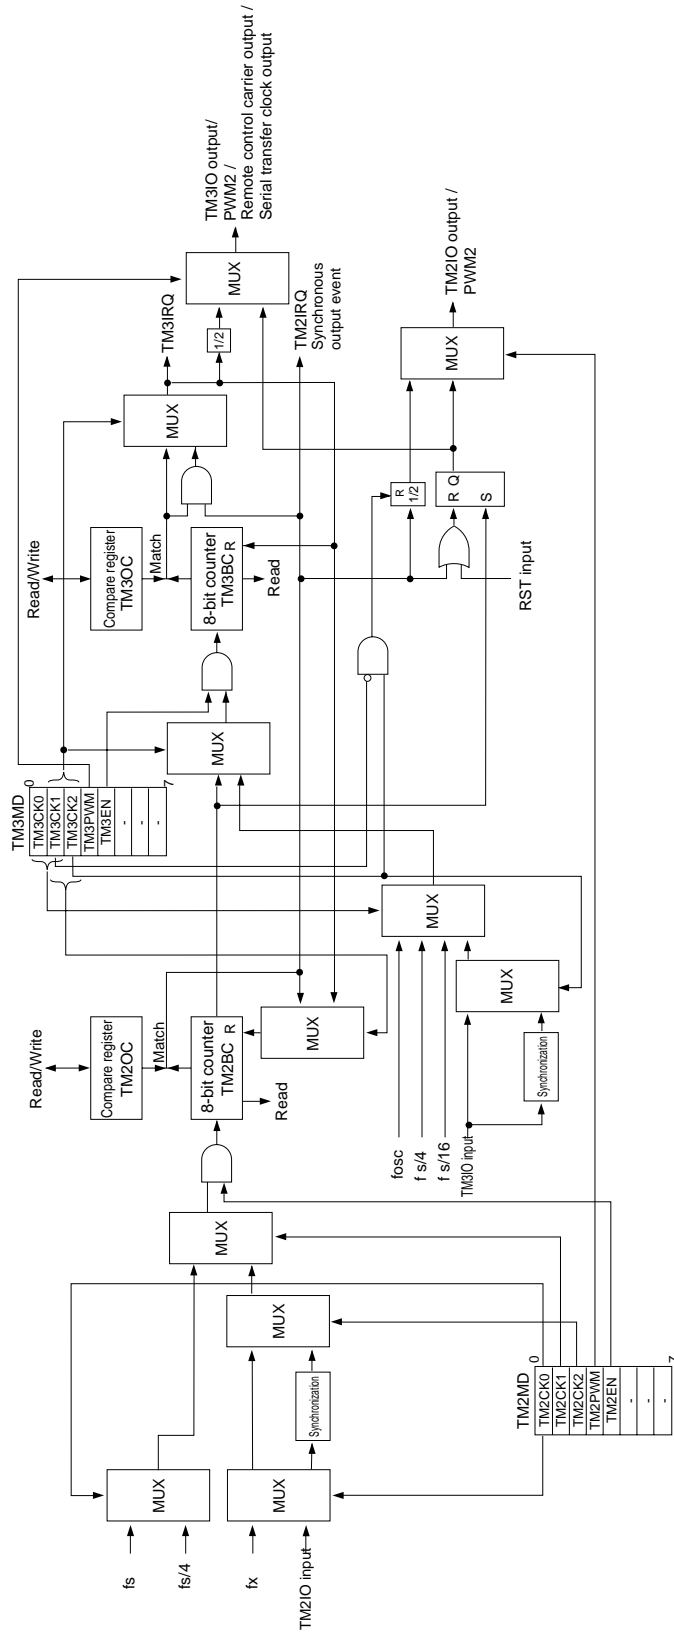 fs
fs/4
fx
TM2IO input
MUX
MUX
Synchronization
MUX
MUX
TM2MD
0
TM2CK0
TM2CK1
TM2CK2
TM2PWM
TM2EN
-
-
-
7
Read/Write
Compare register
TM2OC
Match
8-bit counter
TM2BC R
Read
MUX
fosc
f s/4
f s/16
TM3IO input
Synchronization
MUX
MUX
TM3MD
0
TM3CK0
TM3CK1
TM3CK2
TM3PWM
TM3EN
-
-
-
7
MUX
Read/Write
Compare register
TM3OC
Match
8-bit counter
TM3BC R
Read
MUX
TM3IRQ
1/2
MUX
TM3IO output/
PWM2 /
Remote control carrier output /
Serial transfer clock output
TM2IRQ
Synchronous
output event
R
1/2
R Q
S
RST input
MUX
TM2IO output /
PWM2